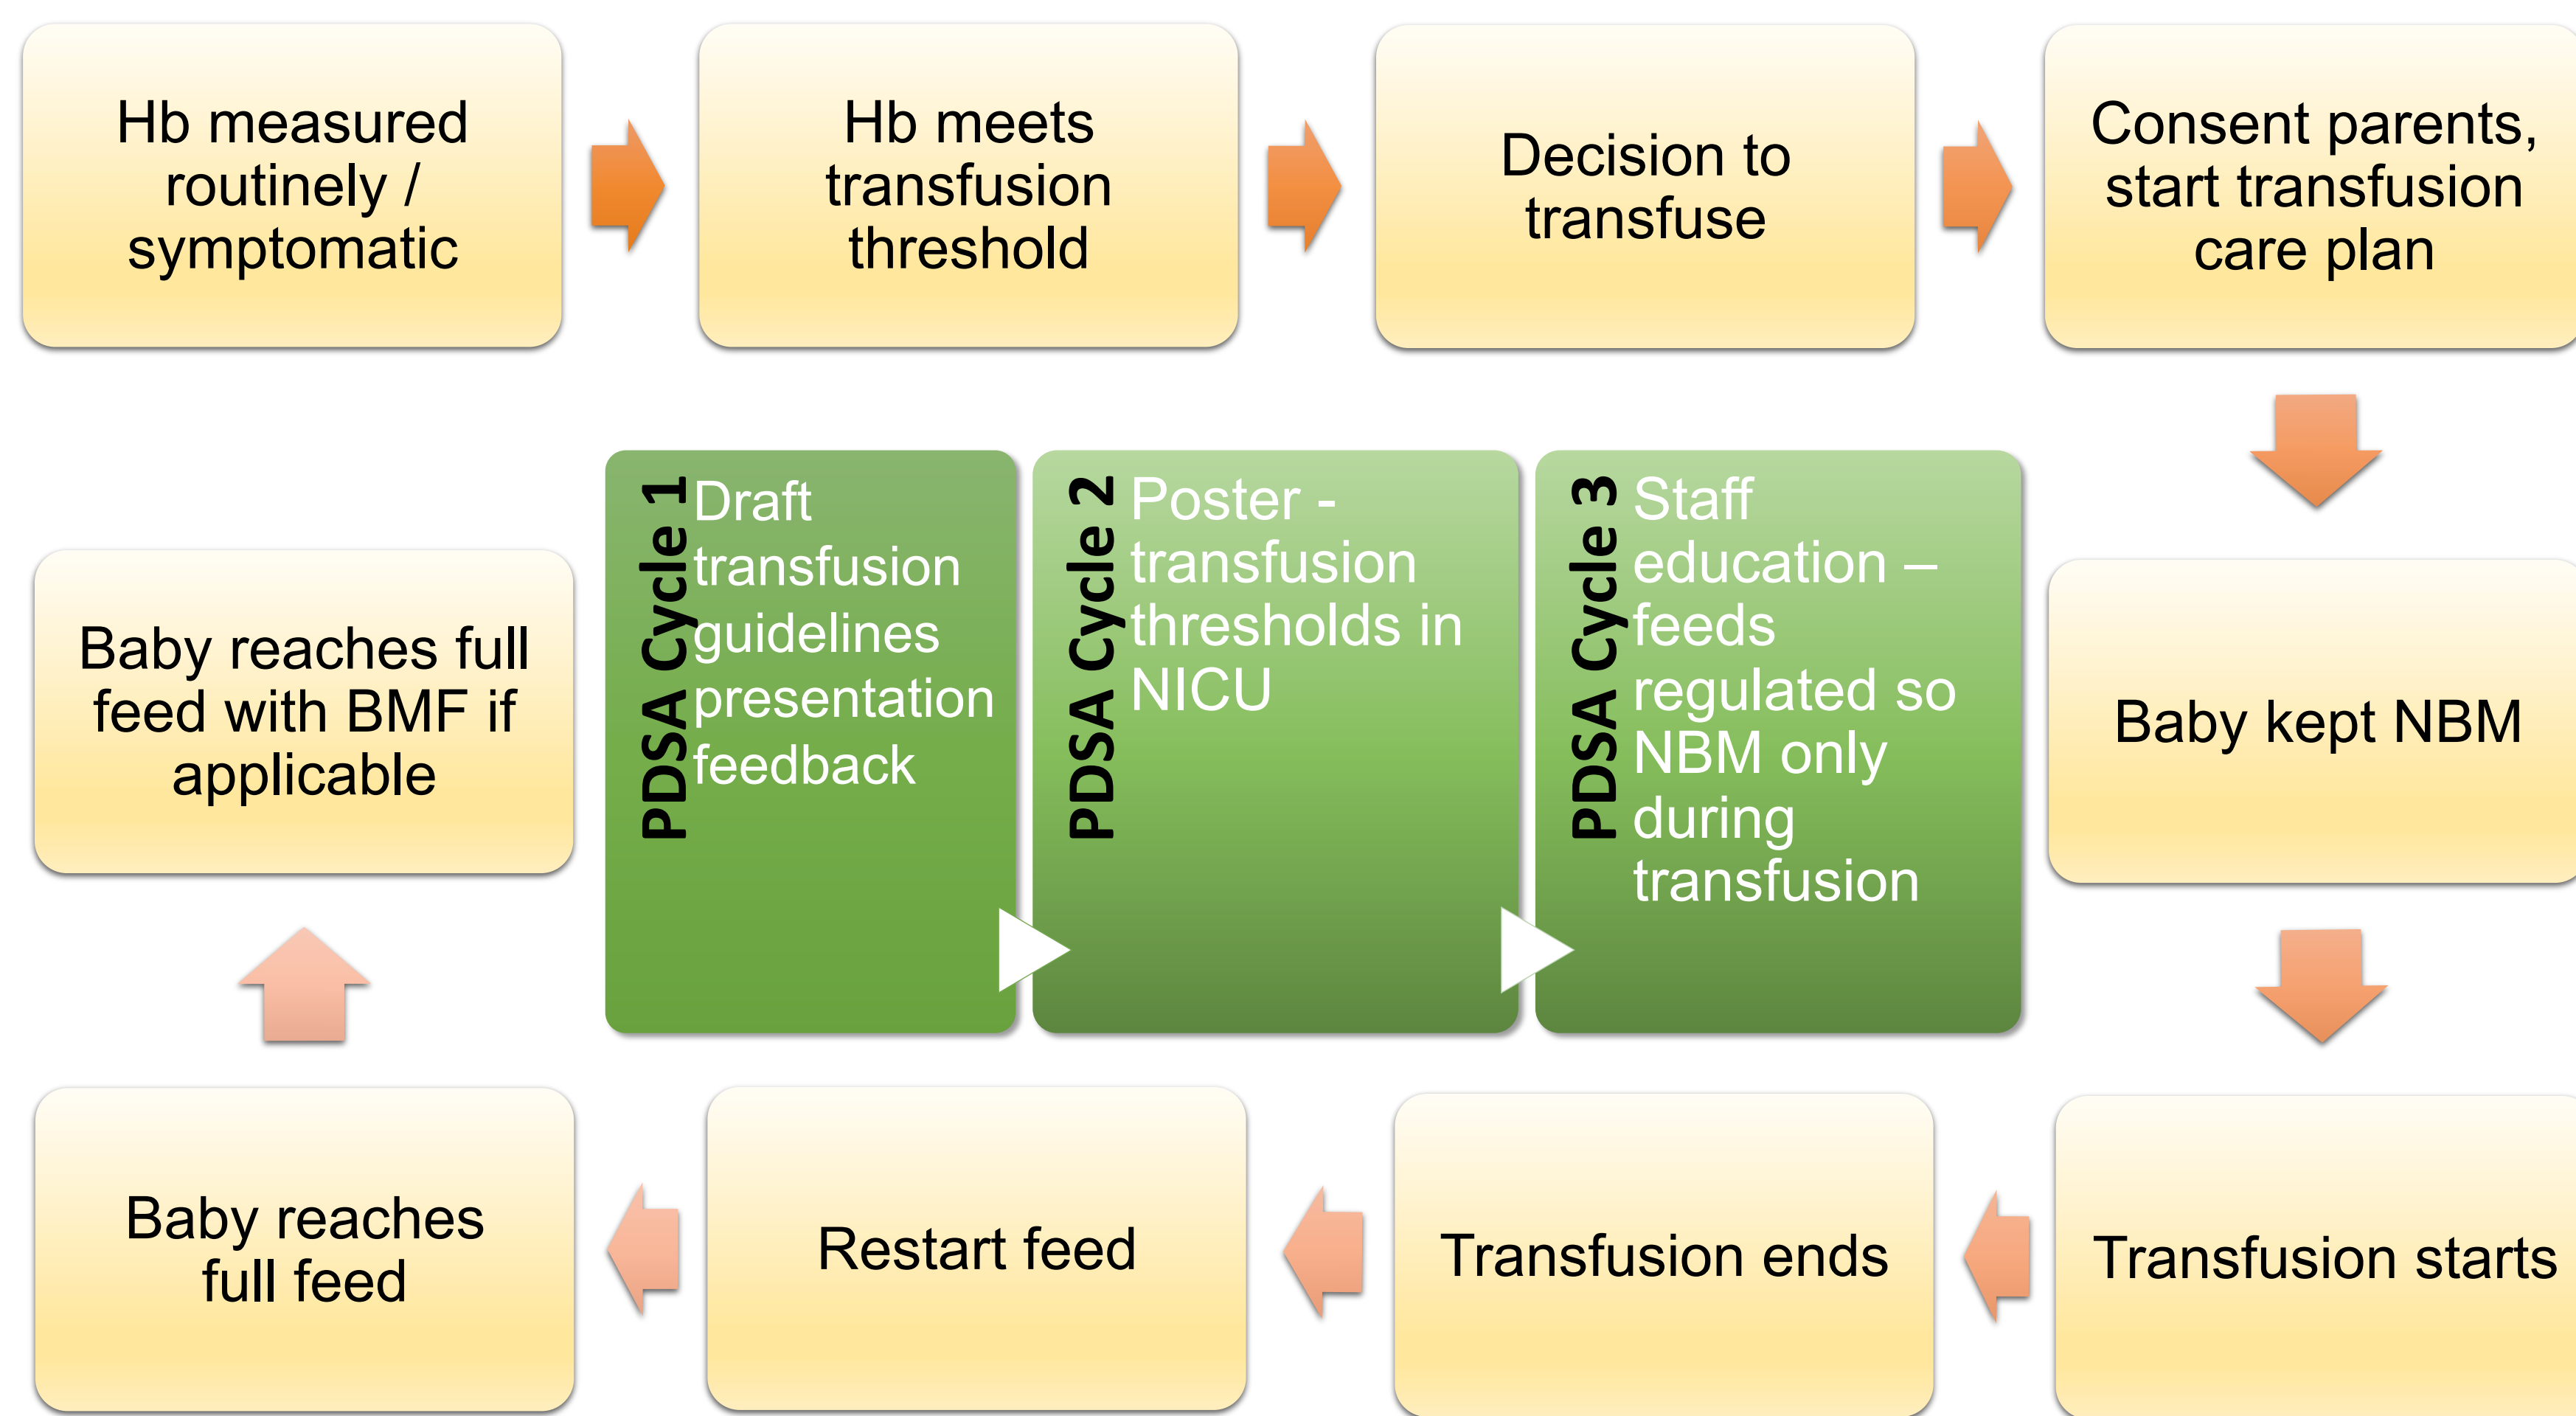 Hb measured
routinely /
symptomatic
Hb meets
transfusion
threshold
Decision to
transfuse
Consent parents,
start transfusion
care plan
PDSA Cycle 1
Draft
transfusion
guidelines
presentation
feedback
PDSA Cycle 2
Poster -
transfusion
thresholds in
NICU
PDSA Cycle 3
Staff
education –
feeds
regulated so
NBM only
during
transfusion
Baby kept NBM
Transfusion starts
Transfusion ends
Restart feed
Baby reaches
full feed
Baby reaches full
feed with BMF if
applicable